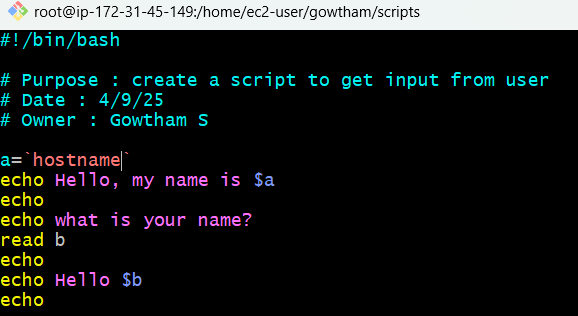 root@ip-172-31-45-149:/home/ec2-user/gowtham/scripts
#!/bin/bash
# Purpose : create a script to get input from user
# Date : 4/9/25
# Owner : Gowtham S
a=`hostname`
echo Hello, my name is $a
echo
echo what is your name?
read b
echo
echo Hello $b
echo